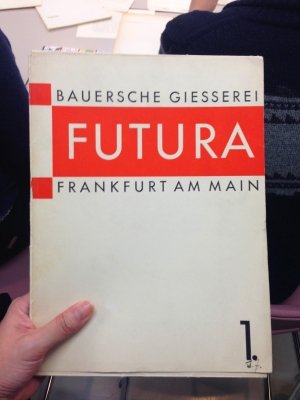 BAUERSCHE GIESSEREI
FUTURA
FRANKFURT AM MAIN
1.